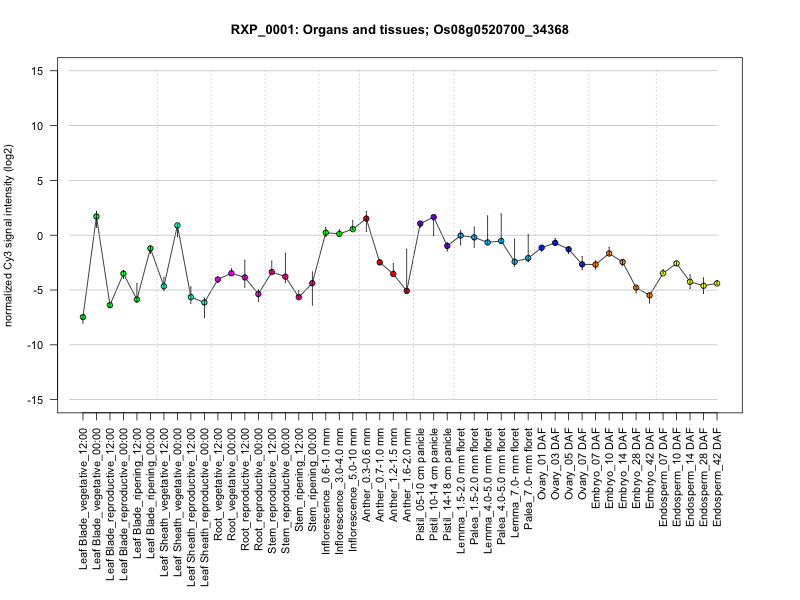 RXP_0001: Organs and tissues; Os08g0520700_34368
normalized Cy3 signal intensity (log2)
15
10
5
0
-5
-10
-15
Leaf Blade_vegetative_12:00
Leaf Blade_vegetative_00:00
Leaf Blade_reproductive_12:00
Leaf Blade_reproductive_00:00
Leaf Blade_ripening_12:00
Leaf Blade_ripening_00:00
Leaf Sheath_vegetative_12:00
Leaf Sheath_vegetative_00:00
Leaf Sheath_reproductive_12:00
Leaf Sheath_reproductive_00:00
Root_vegetative_12:00
Root_vegetative_00:00
Root_reproductive_12:00
Root_reproductive_00:00
Stem_reproductive_12:00
Stem_reproductive_00:00
Stem_ripening_12:00
Stem_ripening_00:00
Inflorescence_0.6-1.0 mm
Inflorescence_3.0-4.0 mm
Inflorescence_5.0-10 mm
Anther_0.3-0.6 mm
Anther_0.7-1.0 mm
Anther_1.2-1.5 mm
Anther_1.6-2.0 mm
Pistil_05-10 cm panicle
Pistil_10-14 cm panicle
Pistil_14-18 cm panicle
Lemma_1.5-2.0 mm floret
Palea_1.5-2.0 mm floret
Lemma_4.0-5.0 mm floret
Palea_4.0-5.0 mm floret
Lemma_7.0- mm floret
Palea_7.0- mm floret
Ovary_01 DAF
Ovary_03 DAF
Ovary_05 DAF
Ovary_07 DAF
Embryo_07 DAF
Embryo_10 DAF
Embryo_14 DAF
Embryo_28 DAF
Embryo_42 DAF
Endosperm_07 DAF
Endosperm_10 DAF
Endosperm_14 DAF
Endosperm_28 DAF
Endosperm_42 DAF